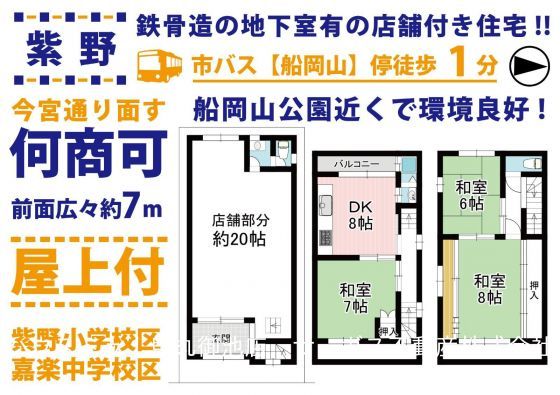 紫野
鉄骨造の地下室有の店舗付き住宅!!
市バス【船岡山】停徒歩1分
今宮通り面す
船岡山公園近くで環境良好!
何商可
前面広々約7m
屋上付
紫野小学校区
嘉楽中学校区
店舗部分
約20帖
玄関
バルコニー
DK
8帖
和室
7帖
押入
和室
6帖
和室
8帖
押入